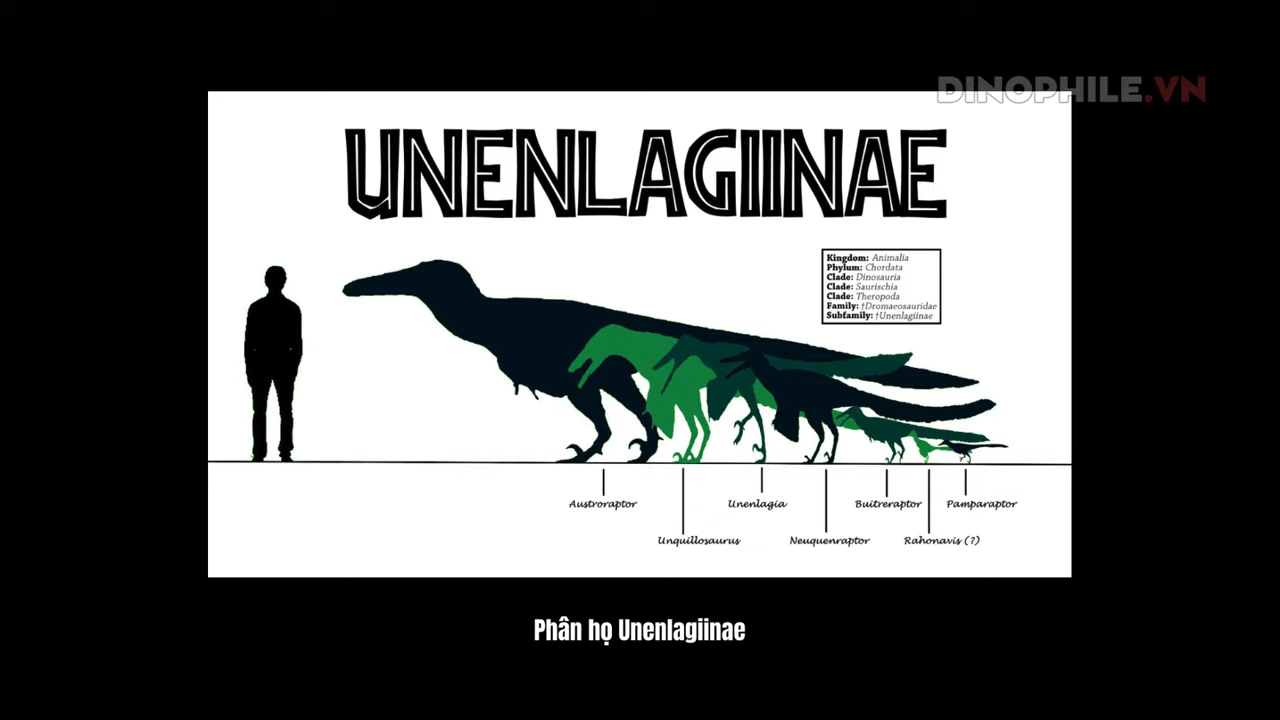 DINOPHILE.VN
UNENLAGIINAE
Kingdom: Animalia
Phylum: Chordata
Clade: Dinosauria
Clade: Saurischia
Clade: Theropoda
Family: †Dromaeosauridae
Subfamily: †Unenlagiinae
Austroraptor
Unenlagia
Buitreraptor
Pamparaptor
Unquillosaurus
Neuquenraptor
Rahonavis (?)
Phân họ Unenlagiinae